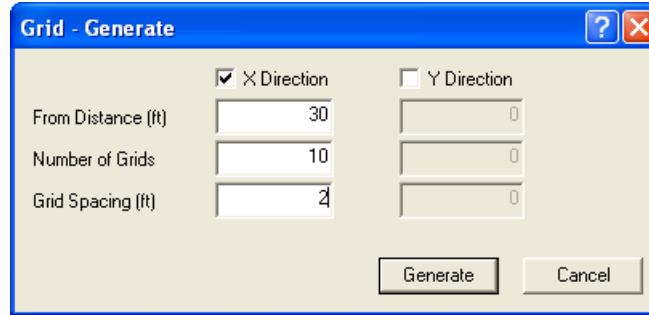 Grid - Generate
X Direction Y Direction
From Distance (ft) 30 0
Number of Grids 10 0
Grid Spacing (ft) 2 0
Generate Cancel